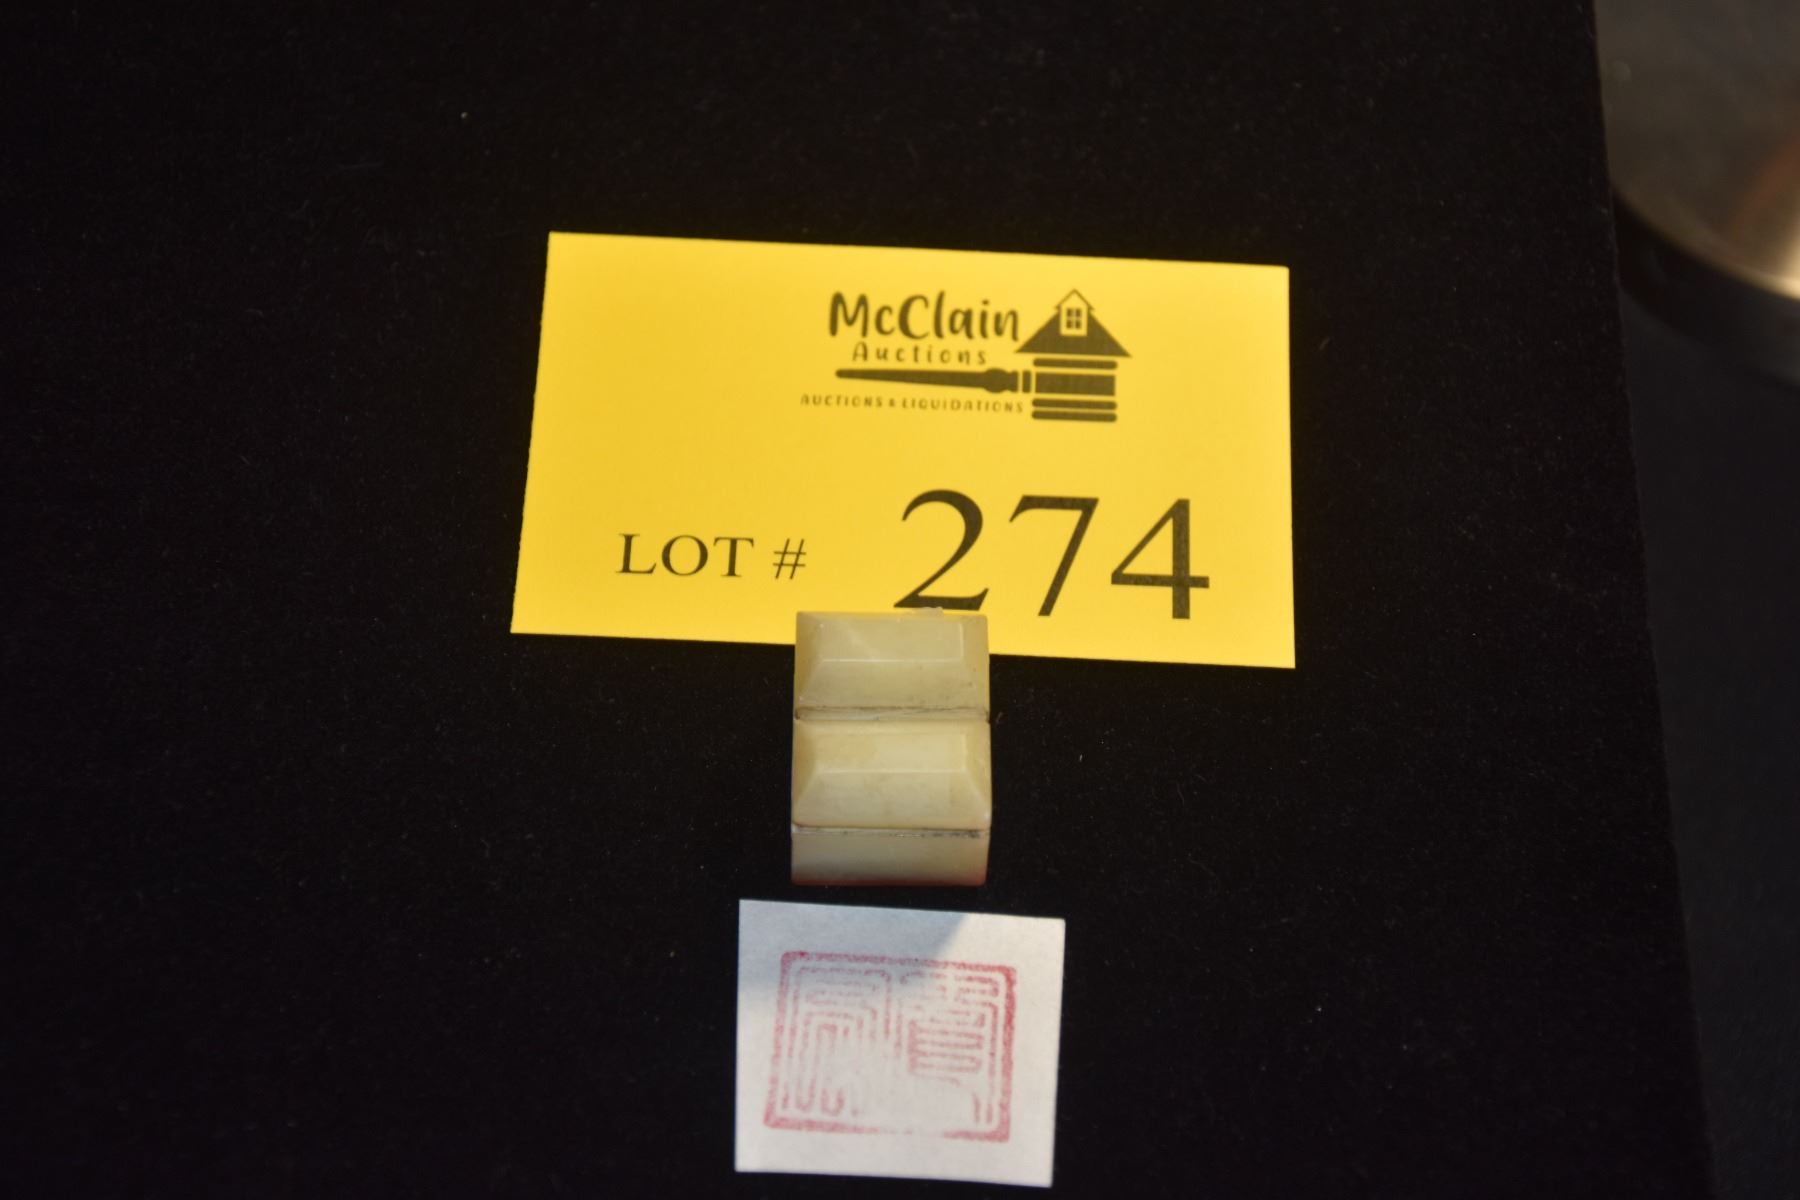 McClain
Auctions
AUCTIONS & LIQUIDATIONS
LOT # 274